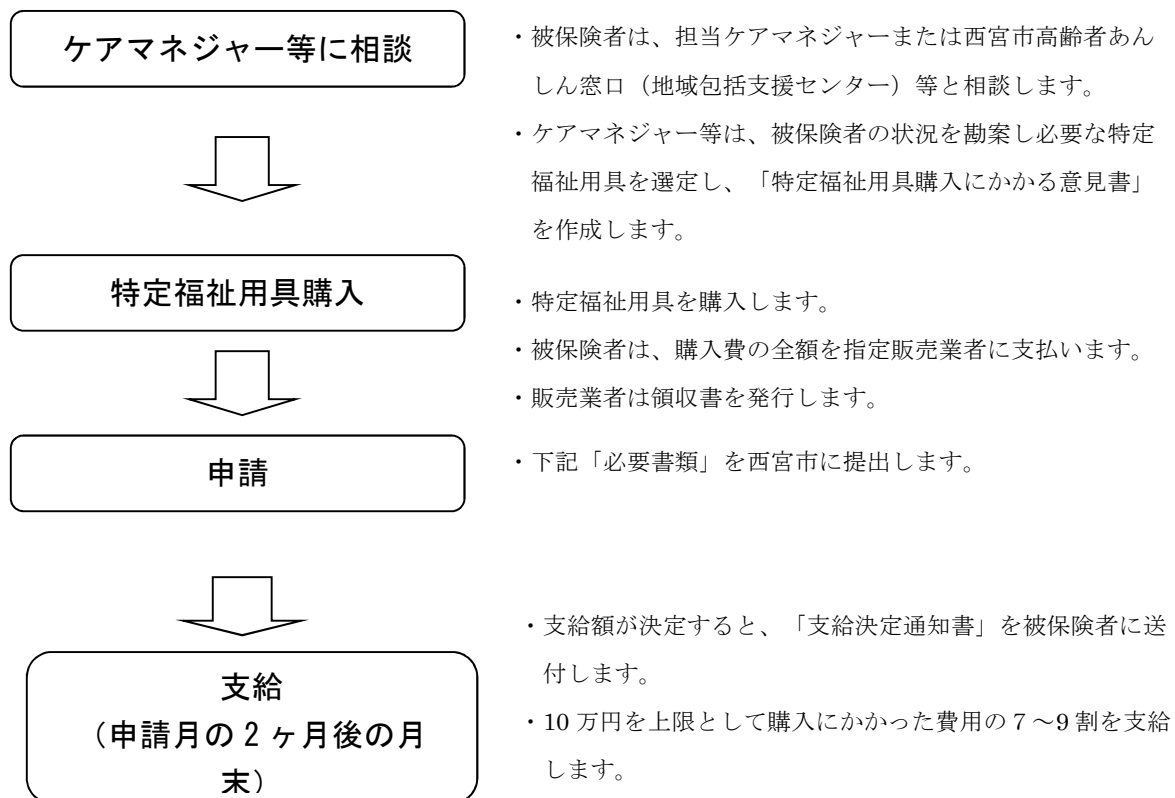 ケアマネジャー等に相談
・被保険者は、担当ケアマネジャーまたは西宮市高齢者あん
しん窓口（地域包括支援センター）等と相談します。
・ケアマネジャー等は、被保険者の状況を勘案し必要な特定
福祉用具を選定し、「特定福祉用具購入にかかる意見書」
を作成します。
特定福祉用具購入
・特定福祉用具を購入します。
・被保険者は、購入費の全額を指定販売業者に支払います。
・販売業者は領収書を発行します。
申請
・下記「必要書類」を西宮市に提出します。
支給
（申請月の 2 ヶ月後の月
末）
・支給額が決定すると、「支給決定通知書」を被保険者に送
付します。
・10 万円を上限として購入にかかった費用の７～9 割を支給
します。